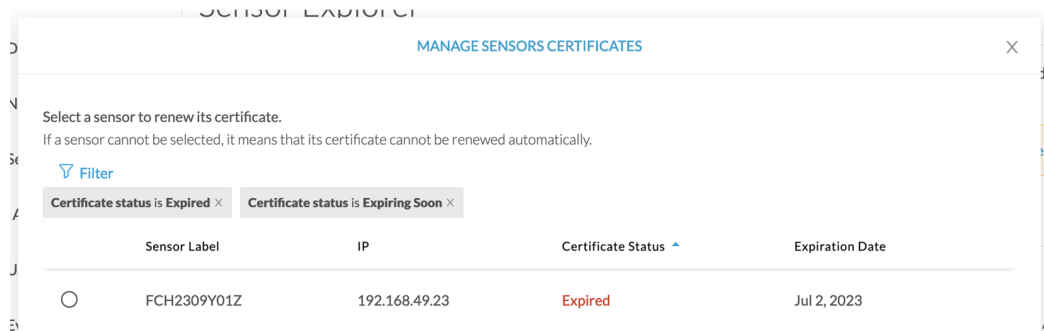 Sensor Explorer
MANAGE SENSORS CERTIFICATES
Select a sensor to renew its certificate.
If a sensor cannot be selected, it means that its certificate cannot be renewed automatically.
Filter
Certificate status is Expired × Certificate status is Expiring Soon ×
Sensor Label IP Certificate Status Expiration Date
FCH2309Y01Z 192.168.49.23 Expired Jul 2, 2023